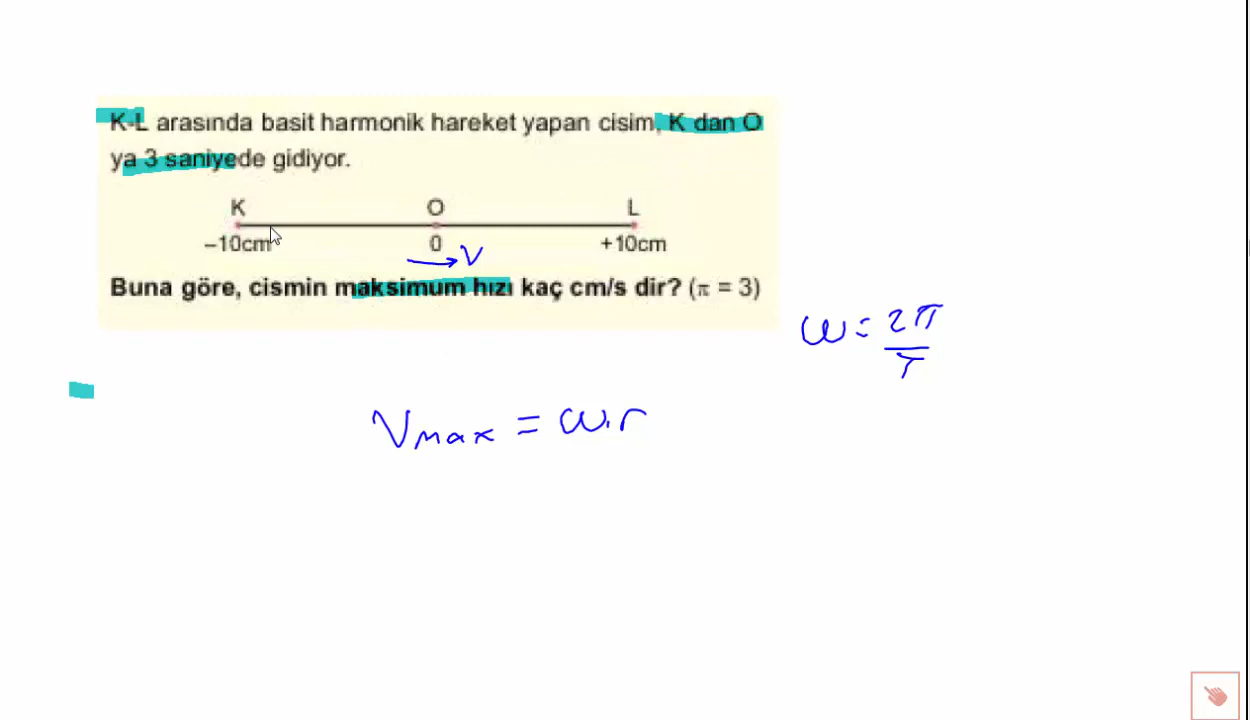 K-L arasında basit harmonik hareket yapan cisim, K dan O
ya 3 saniyede gidiyor.
K O L
–10cm 0 +10cm
V
Buna göre, cismin maksimum hızı kaç cm/s dir? (π = 3)
ω = 2π/T
Vmax = ω.r